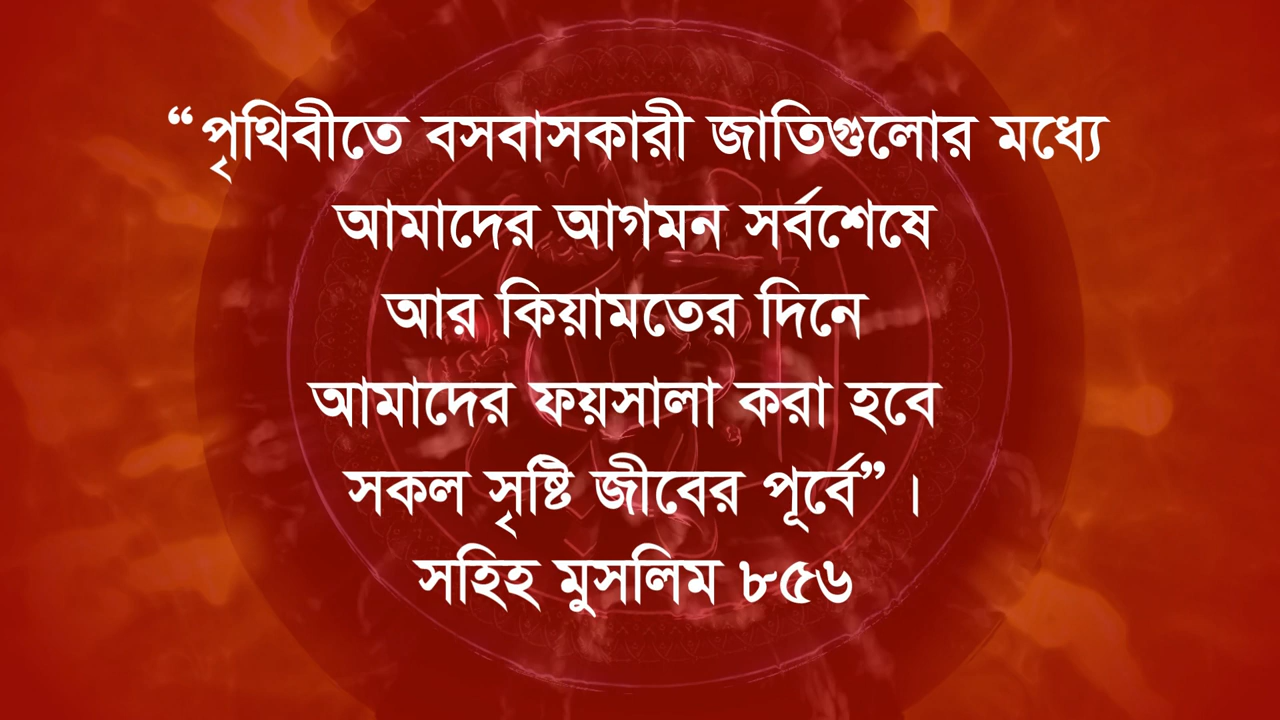 “পৃথিবীতে বসবাসকারী জাতিগুলোর মধ্যে
আমাদের আগমন সর্বশেষে
আর কিয়ামতের দিনে
আমাদের ফয়সালা করা হবে
সকল সৃষ্টি জীবের পূর্বে” ।
সহিহ মুসলিম ৮৫৬